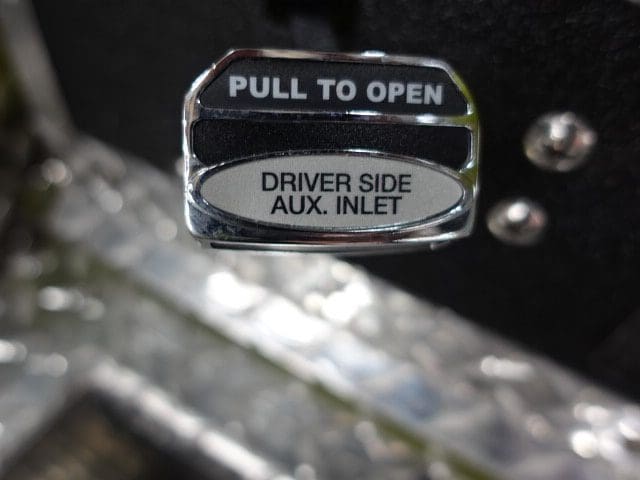 PULL TO OPEN
DRIVER SIDE
AUX. INLET